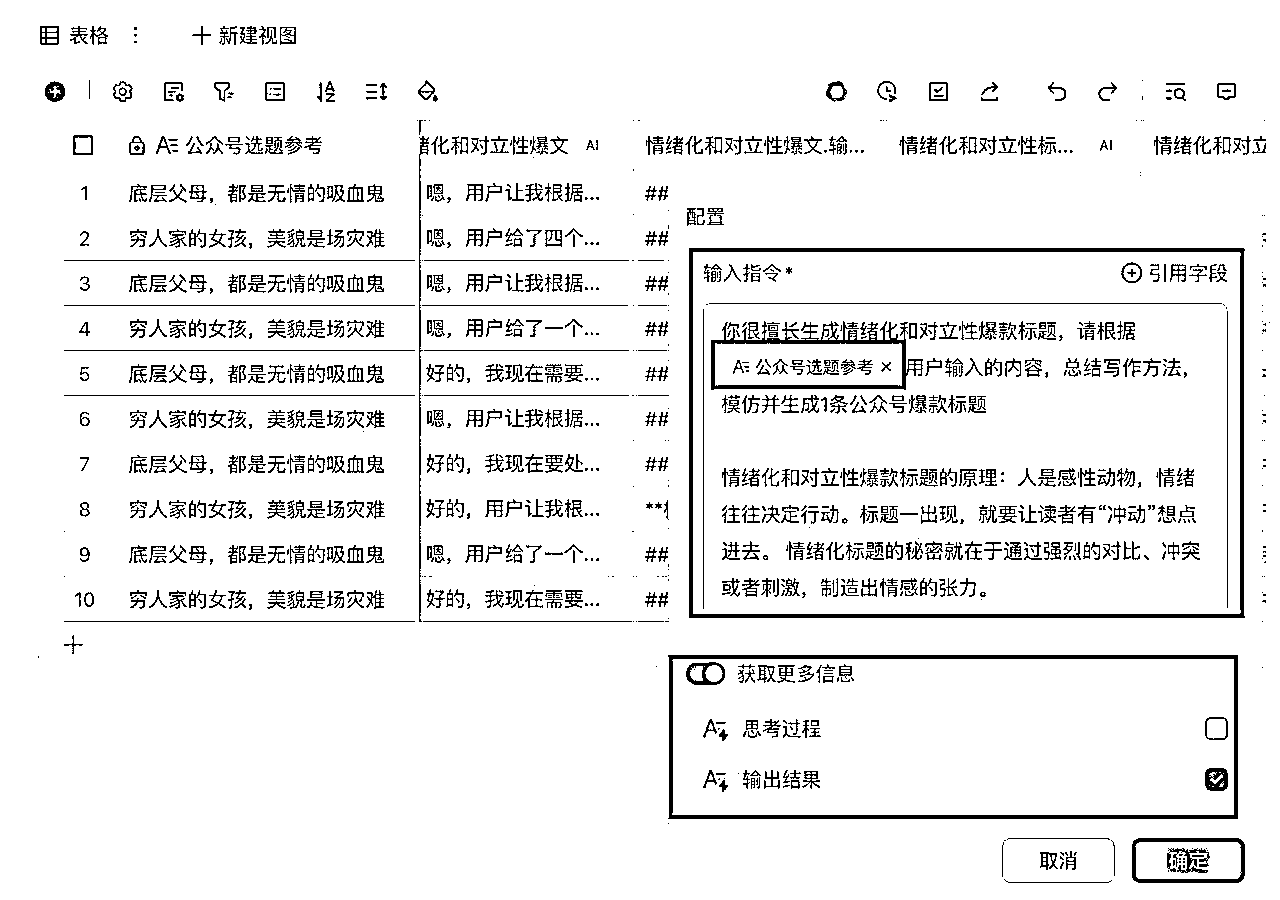 表格 新建视图
公众号选题参考 绪化和对立性爆文 AI 情绪化和对立性爆文.输... 情绪化和对立性标... AI 情绪化和对立
1 底层父母，都是无情的吸血鬼 嗯，用户让我根据... ##
2 穷人家的女孩，美貌是场灾难 嗯，用户给了四个... ##
3 底层父母，都是无情的吸血鬼 嗯，用户让我根据... ##
4 穷人家的女孩，美貌是场灾难 嗯，用户给了一个... ##
5 底层父母，都是无情的吸血鬼 好的，我现在需要... ##
6 穷人家的女孩，美貌是场灾难 嗯，用户让我根据... ##
7 底层父母，都是无情的吸血鬼 好的，我现在要处... ##
8 穷人家的女孩，美貌是场灾难 好的，用户让我根... **
9 底层父母，都是无情的吸血鬼 嗯，用户给了一个... ##
10 穷人家的女孩，美貌是场灾难 好的，我现在需要... ##
配置
输入指令* 引用字段
你很擅长生成情绪化和对立性爆款标题，请根据
公众号选题参考 × 用户输入的内容，总结写作方法，
模仿并生成1条公众号爆款标题
情绪化和对立性爆款标题的原理：人是感性动物，情绪
往往决定行动。标题一出现，就要让读者有“冲动”想点
进去。 情绪化标题的秘密就在于通过强烈的对比、冲突
或者刺激，制造出情感的张力。
获取更多信息
思考过程
输出结果
取消 确定